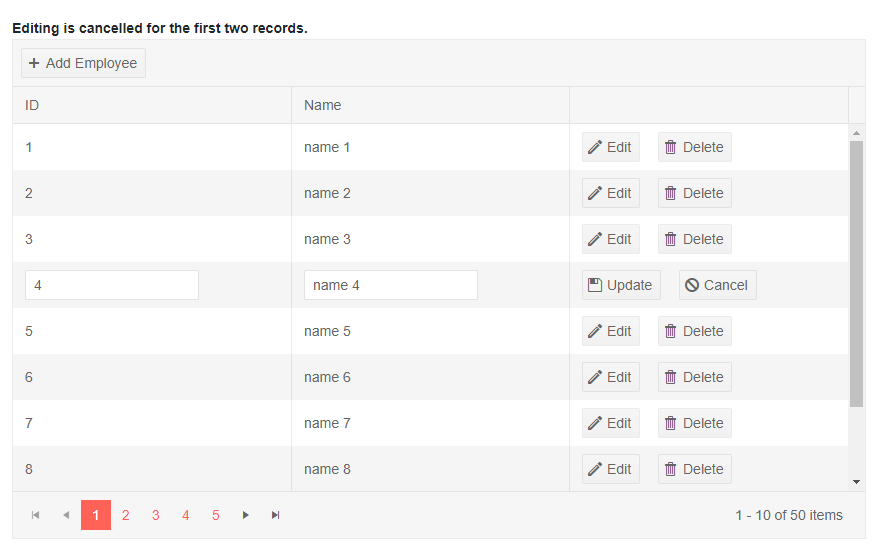 Editing is cancelled for the first two records.
+ Add Employee
ID Name
1 name 1 Edit Delete
2 name 2 Edit Delete
3 name 3 Edit Delete
4 name 4 Update Cancel
5 name 5 Edit Delete
6 name 6 Edit Delete
7 name 7 Edit Delete
8 name 8 Edit Delete
1 2 3 4 5 1 - 10 of 50 items